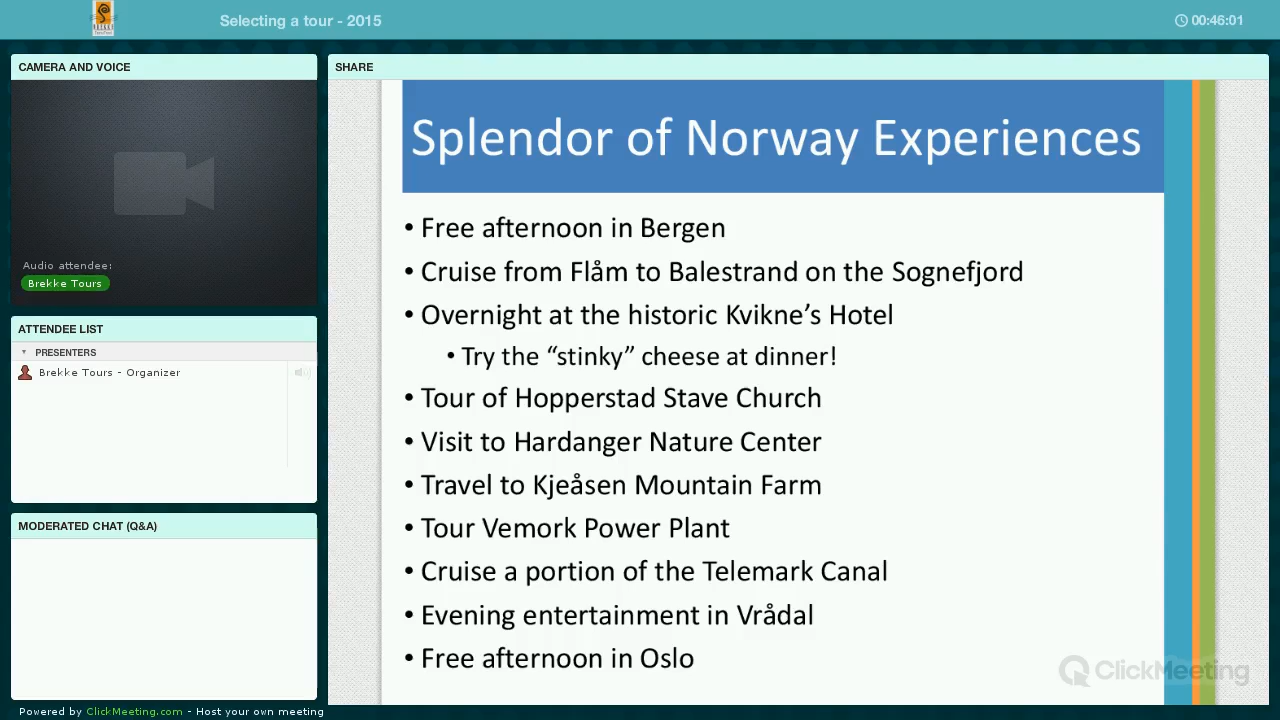 Selecting a tour - 2015
00:46:01
CAMERA AND VOICE
Audio attendee:
Brekke Tours
ATTENDEE LIST
PRESENTERS
Brekke Tours - Organizer
MODERATED CHAT (Q&A)
SHARE
Splendor of Norway Experiences
• Free afternoon in Bergen
• Cruise from Flåm to Balestrand on the Sognefjord
• Overnight at the historic Kvikne’s Hotel
• Try the “stinky” cheese at dinner!
• Tour of Hopperstad Stave Church
• Visit to Hardanger Nature Center
• Travel to Kjeåsen Mountain Farm
• Tour Vemork Power Plant
• Cruise a portion of the Telemark Canal
• Evening entertainment in Vrådal
• Free afternoon in Oslo
ClickMeeting
Powered by ClickMeeting.com - Host your own meeting